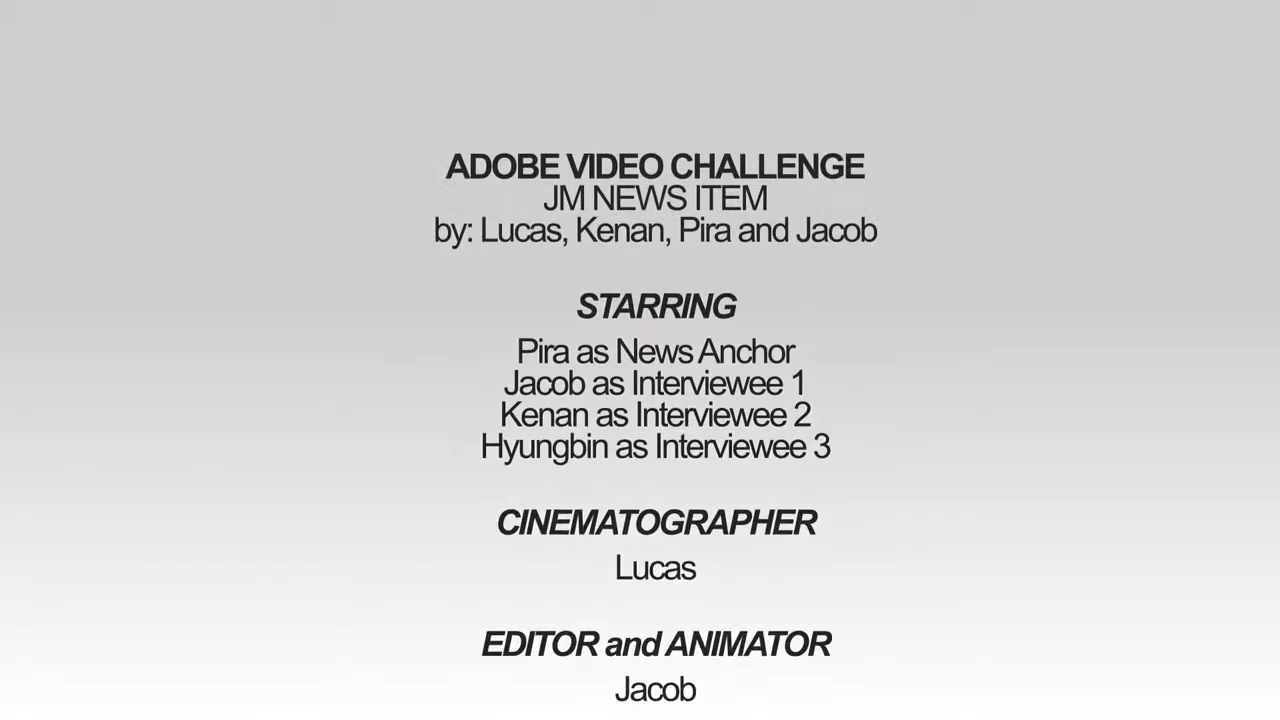 ADOBE VIDEO CHALLENGE
JM NEWS ITEM
by: Lucas, Kenan, Pira and Jacob
STARRING
Pira as News Anchor
Jacob as Interviewee 1
Kenan as Interviewee 2
Hyungbin as Interviewee 3
CINEMATOGRAPHER
Lucas
EDITOR and ANIMATOR
Jacob